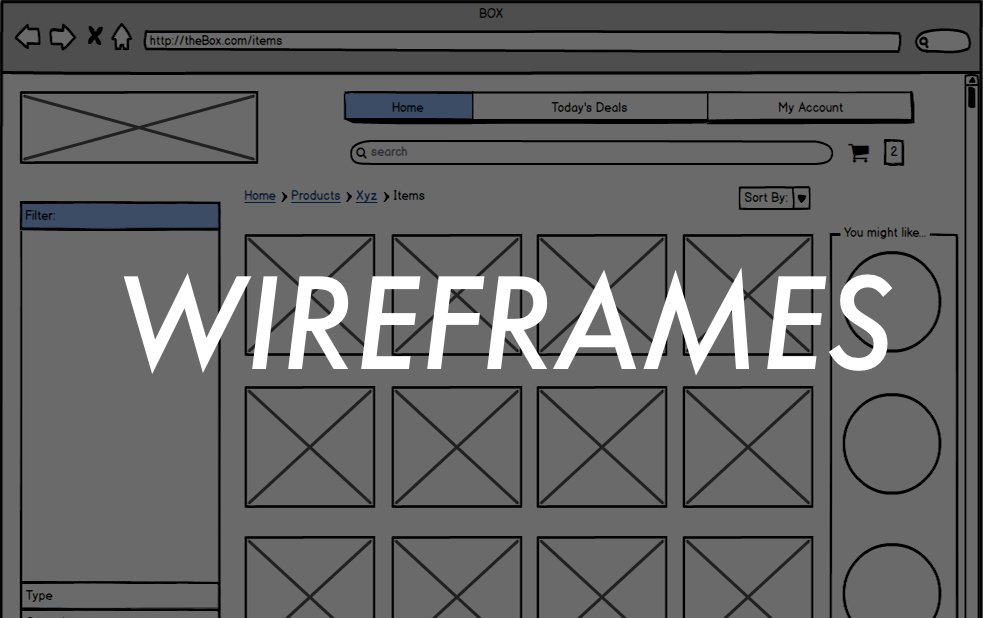 BOX
http://theBox.com/items
Home
Today's Deals
My Account
search
2
Home Products Xyz Items
Sort By:
Filter:
You might like...
WIREFRAMES
Type